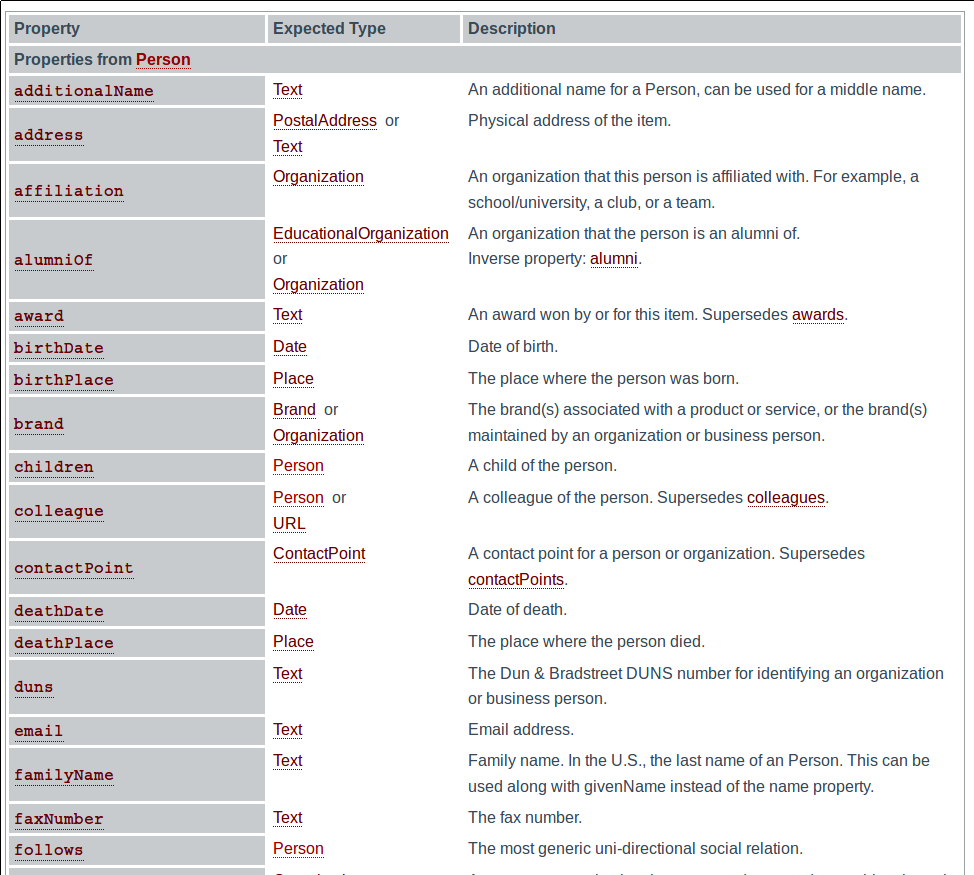 Property Expected Type Description
Properties from Person
additionalName Text An additional name for a Person, can be used for a middle name.
address PostalAddress or Physical address of the item.
Text
affiliation Organization An organization that this person is affiliated with. For example, a
school/university, a club, or a team.
alumniOf EducationalOrganization An organization that the person is an alumni of.
or Inverse property: alumni.
Organization
award Text An award won by or for this item. Supersedes awards.
birthDate Date Date of birth.
birthPlace Place The place where the person was born.
brand Brand or The brand(s) associated with a product or service, or the brand(s)
Organization maintained by an organization or business person.
children Person A child of the person.
colleague Person or A colleague of the person. Supersedes colleagues.
URL
contactPoint ContactPoint A contact point for a person or organization. Supersedes
contactPoints.
deathDate Date Date of death.
deathPlace Place The place where the person died.
duns Text The Dun & Bradstreet DUNS number for identifying an organization
or business person.
email Text Email address.
familyName Text Family name. In the U.S., the last name of an Person. This can be
used along with givenName instead of the name property.
faxNumber Text The fax number.
follows Person The most generic uni-directional social relation.